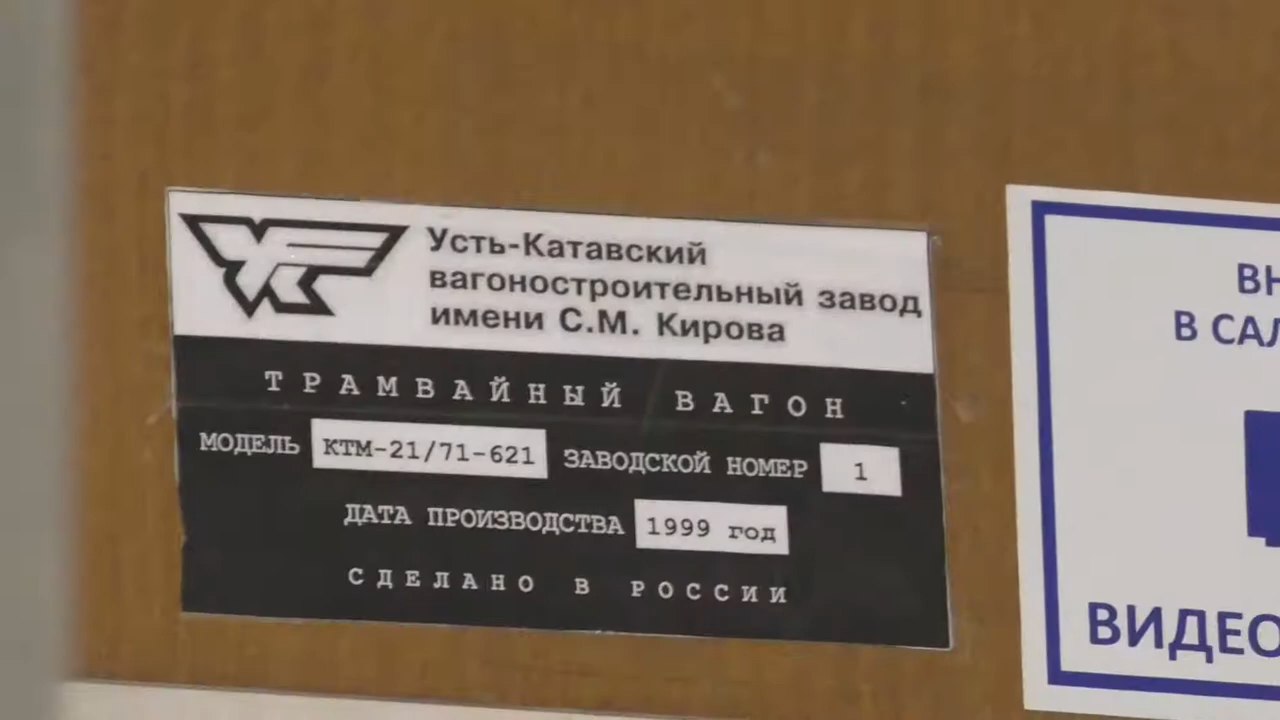 Усть-Катавский
вагоностроительный завод
имени С.М. Кирова
ТРАМВАЙНЫЙ ВАГОН
МОДЕЛЬ КТМ-21/71-621 ЗАВОДСКОЙ НОМЕР 1
ДАТА ПРОИЗВОДСТВА 1999 год
СДЕЛАНО В РОССИИ
В